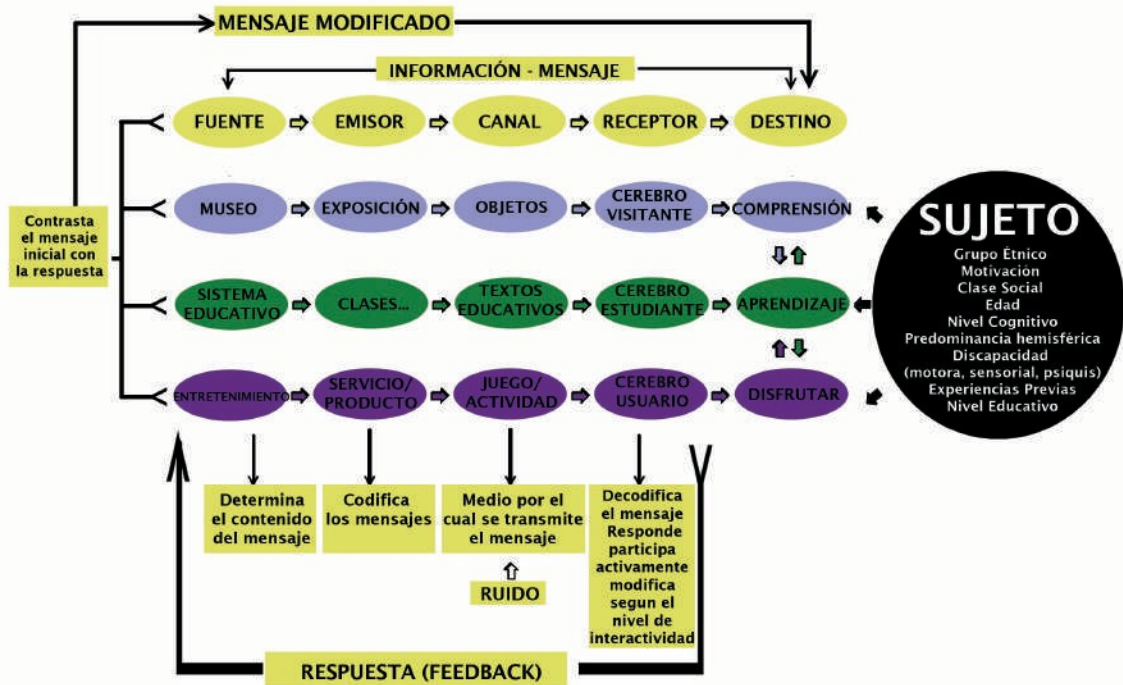 MENSAJE MODIFICADO
INFORMACIÓN - MENSAJE
FUENTE
EMISOR
CANAL
RECEPTOR
DESTINO
MUSEO
EXPOSICIÓN
OBJETOS
CEREBRO
VISITANTE
COMPRENSIÓN
Contrasta
el mensaje
inicial con
la respuesta
SISTEMA
EDUCATIVO
CLASES...
TEXTOS
EDUCATIVOS
CEREBRO
ESTUDIANTE
APRENDIZAJE
ENTRETENIMIENTO
SERVICIO/
PRODUCTO
JUEGO/
ACTIVIDAD
CEREBRO
USUARIO
DISFRUTAR
SUJETO
Grupo Étnico
Motivación
Clase Social
Edad
Nivel Cognitivo
Predominancia hemisférica
Discapacidad
(motora, sensorial, psiquis)
Experiencias Previas
Nivel Educativo
Determina
el contenido
del mensaje
Codifica
los mensajes
Medio por el
cual se transmite
el mensaje
RUIDO
Decodifica
el mensaje
Responde
participa
activamente
modifica
segun el
nivel de
interactividad
RESPUESTA (FEEDBACK)